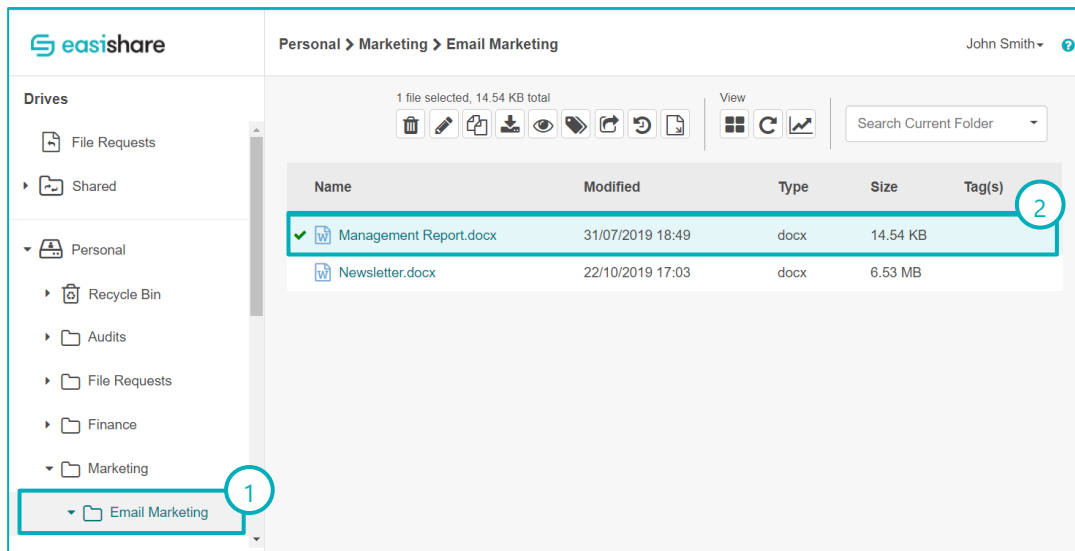 easishare
Personal > Marketing > Email Marketing
John Smith
?
Drives
File Requests
Shared
Personal
Recycle Bin
Audits
File Requests
Finance
Marketing
Email Marketing
1
1 file selected, 14.54 KB total
View
Search Current Folder
Name Modified Type Size Tag(s)
2
W Management Report.docx 31/07/2019 18:49 docx 14.54 KB
W Newsletter.docx 22/10/2019 17:03 docx 6.53 MB